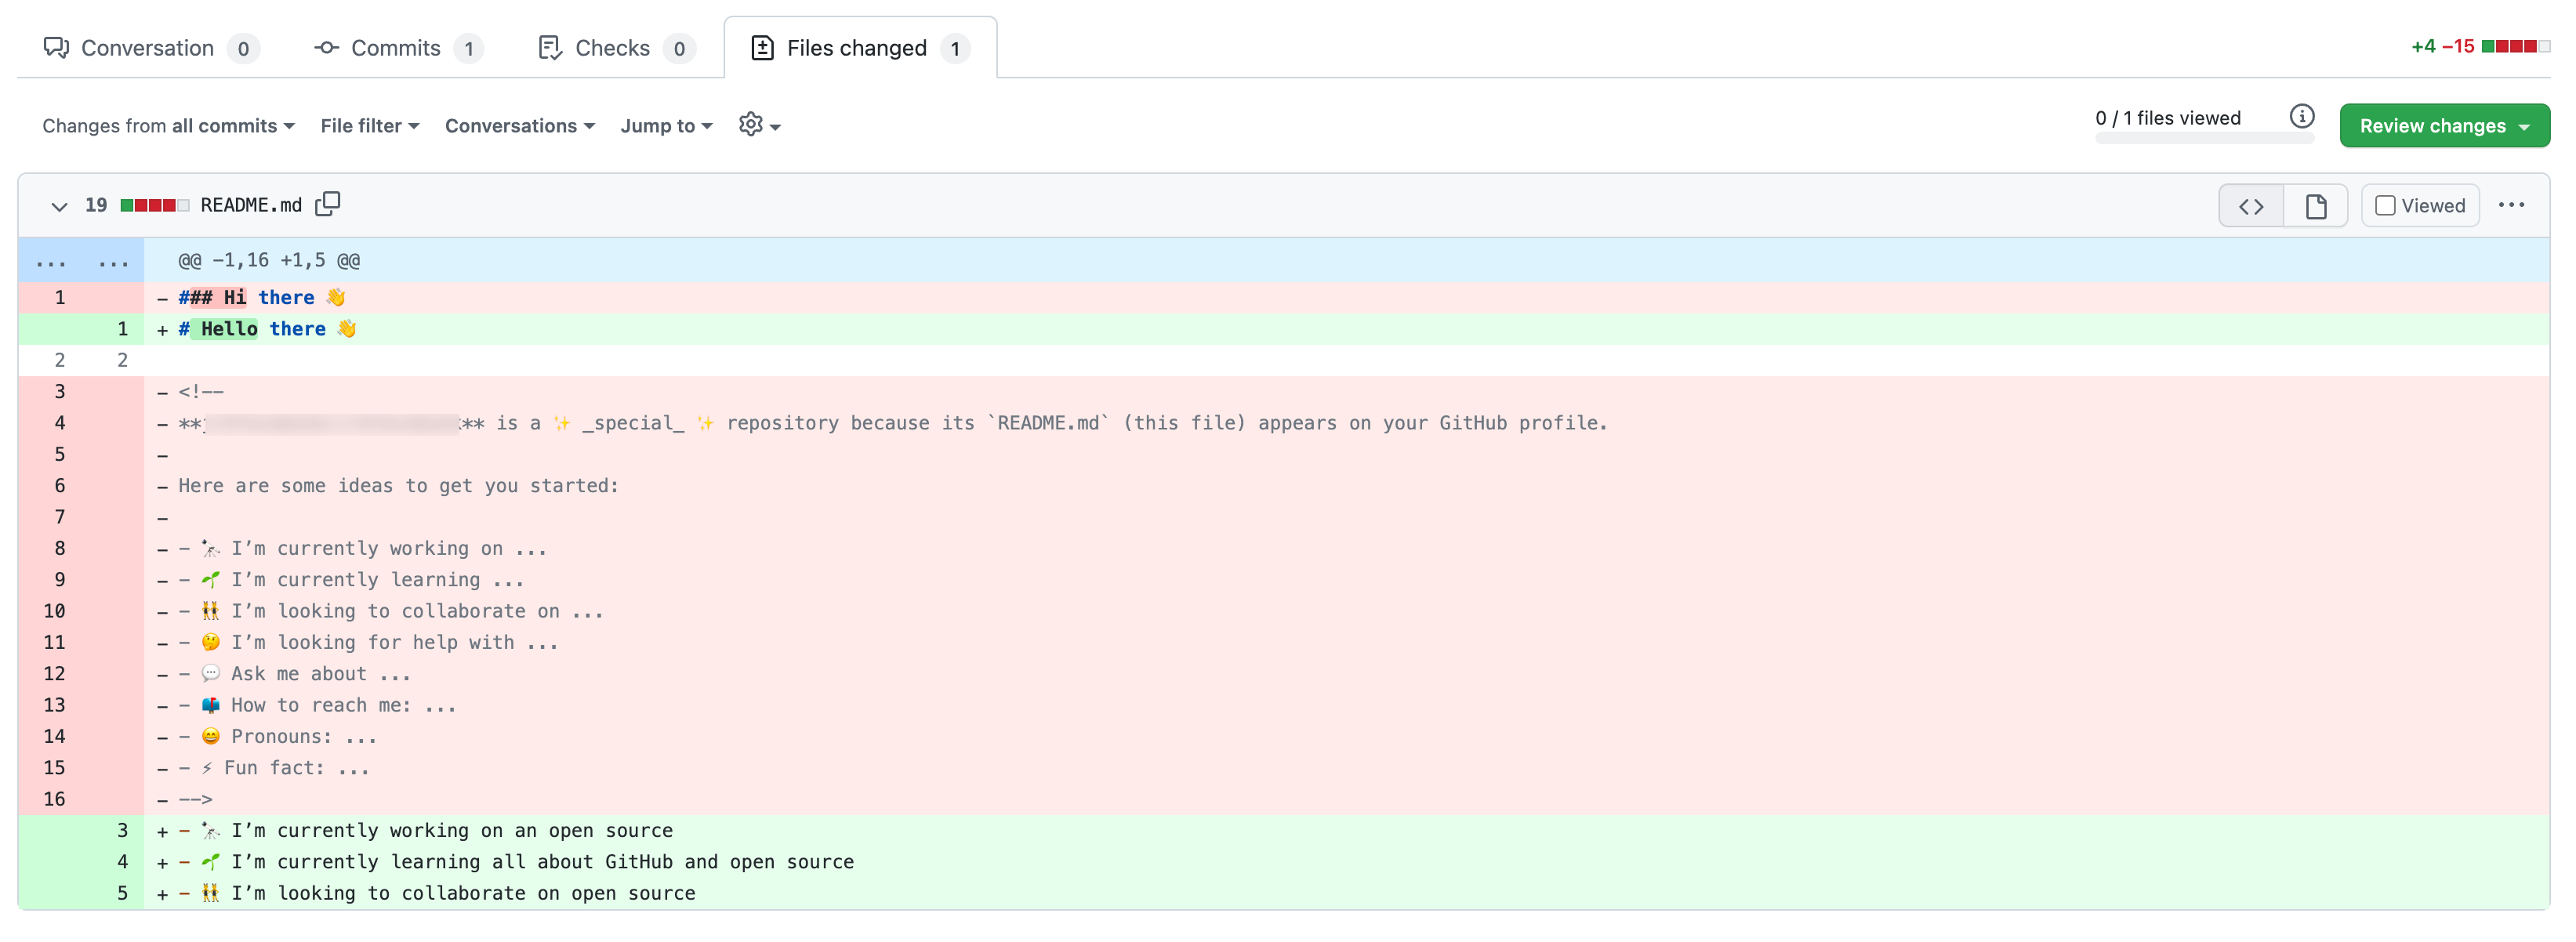 Conversation 0 Commits 1 Checks 0 Files changed 1 +4 −15
Changes from all commits File filter Conversations Jump to 0 / 1 files viewed Review changes
19 README.md Viewed
... ... @@ −1,16 +1,5 @@
1 − ### Hi there 👋
1 + # Hello there 👋
2 2
3 − <!−−
4 − ** ** is a ✨ _special_ ✨ repository because its `README.md` (this file) appears on your GitHub profile.
5 −
6 − Here are some ideas to get you started:
7 −
8 − − 🔭 I’m currently working on ...
9 − − 🌱 I’m currently learning ...
10 − − 👯 I’m looking to collaborate on ...
11 − − 🤔 I’m looking for help with ...
12 − − 💬 Ask me about ...
13 − − 📫 How to reach me: ...
14 − − 😄 Pronouns: ...
15 − − ⚡ Fun fact: ...
16 − −−>
3 + − 🔭 I’m currently working on an open source
4 + − 🌱 I’m currently learning all about GitHub and open source
5 + − 👯 I’m looking to collaborate on open source